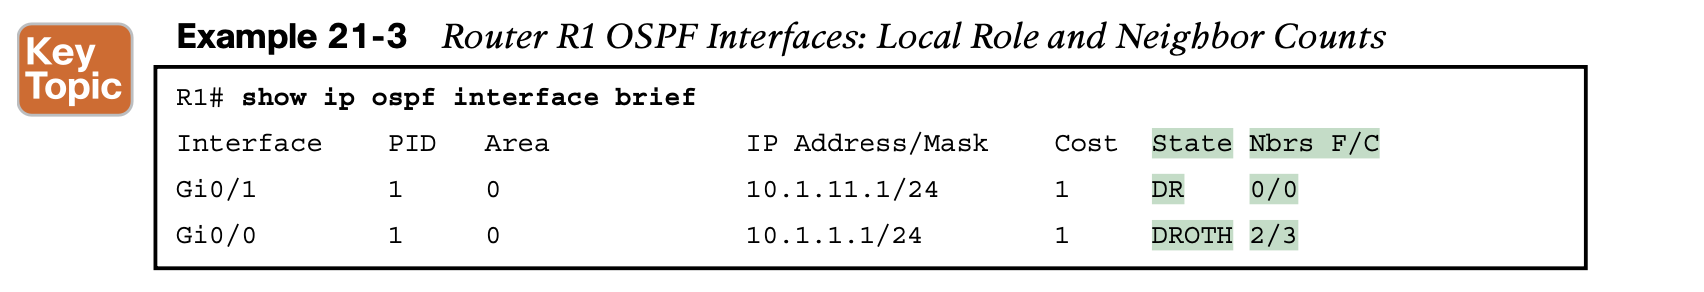 Key
Topic
Example 21-3 Router R1 OSPF Interfaces: Local Role and Neighbor Counts
R1# show ip ospf interface brief
Interface PID Area IP Address/Mask Cost State Nbrs F/C
Gi0/1 1 0 10.1.11.1/24 1 DR 0/0
Gi0/0 1 0 10.1.1.1/24 1 DROTH 2/3